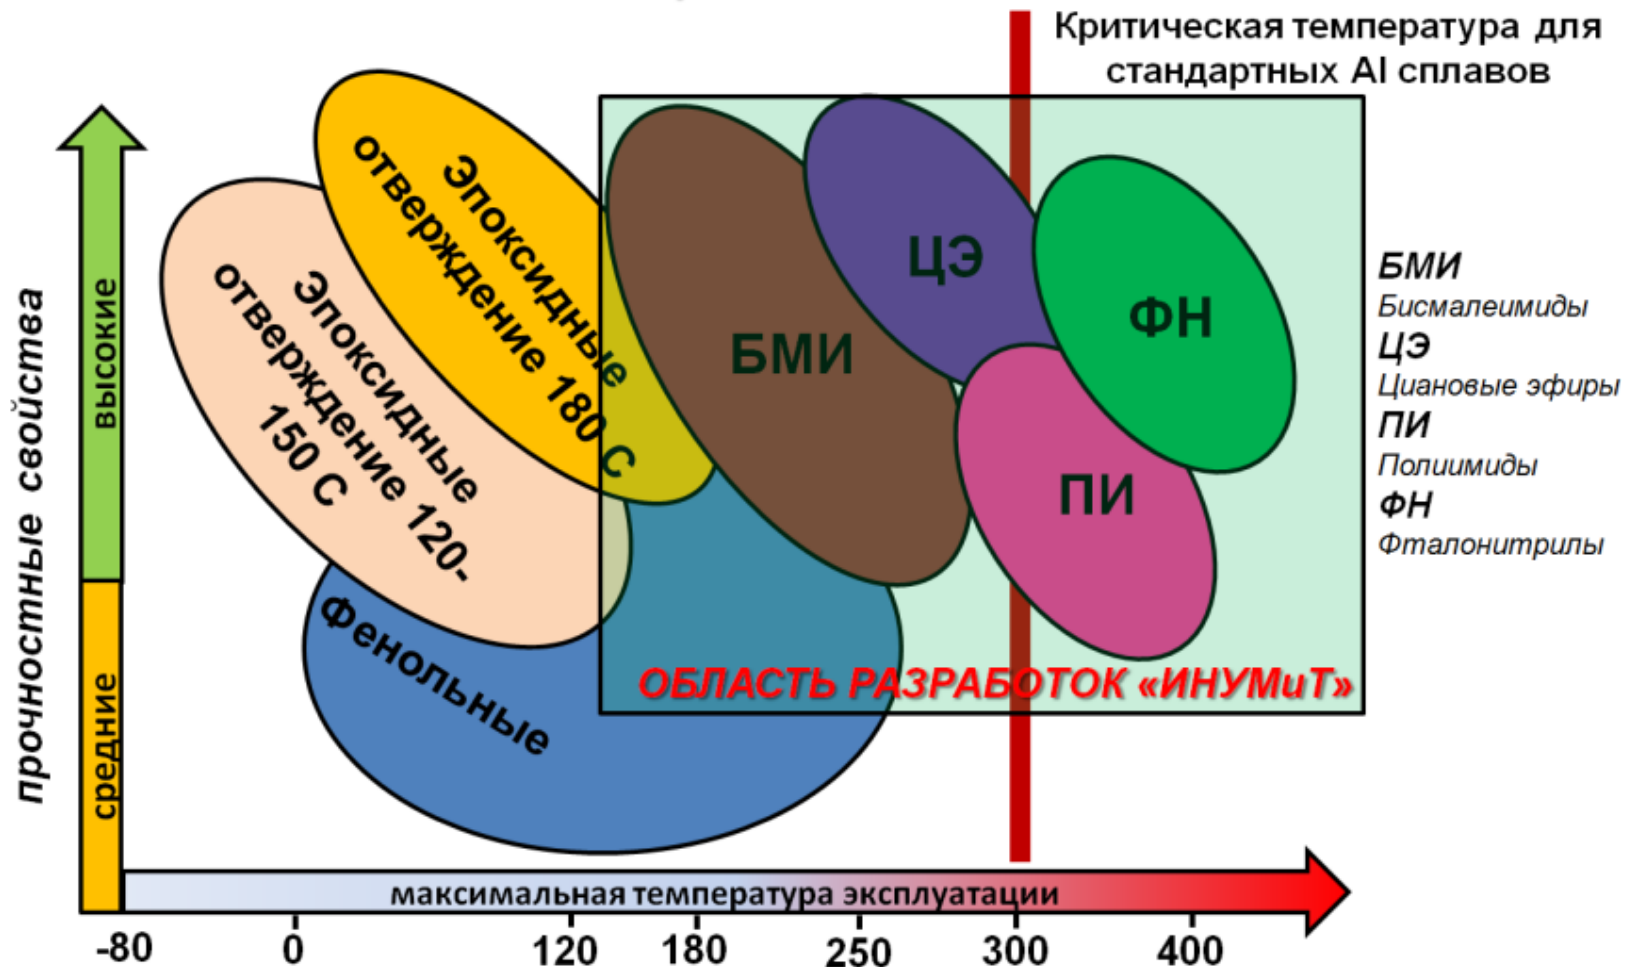 Критическая температура для
стандартных Al сплавов
прочностные свойства
высокие
средние
Эпоксидные
отверждение 180 С
Эпоксидные
отверждение 120-
150 С
Фенольные
БМИ
ЦЭ
ФН
ПИ
ОБЛАСТЬ РАЗРАБОТОК «ИНУМиТ»
БМИ
Бисмалеимиды
ЦЭ
Циановые эфиры
ПИ
Полиимиды
ФН
Фталонитрилы
максимальная температура эксплуатации
-80 0 120 180 250 300 400